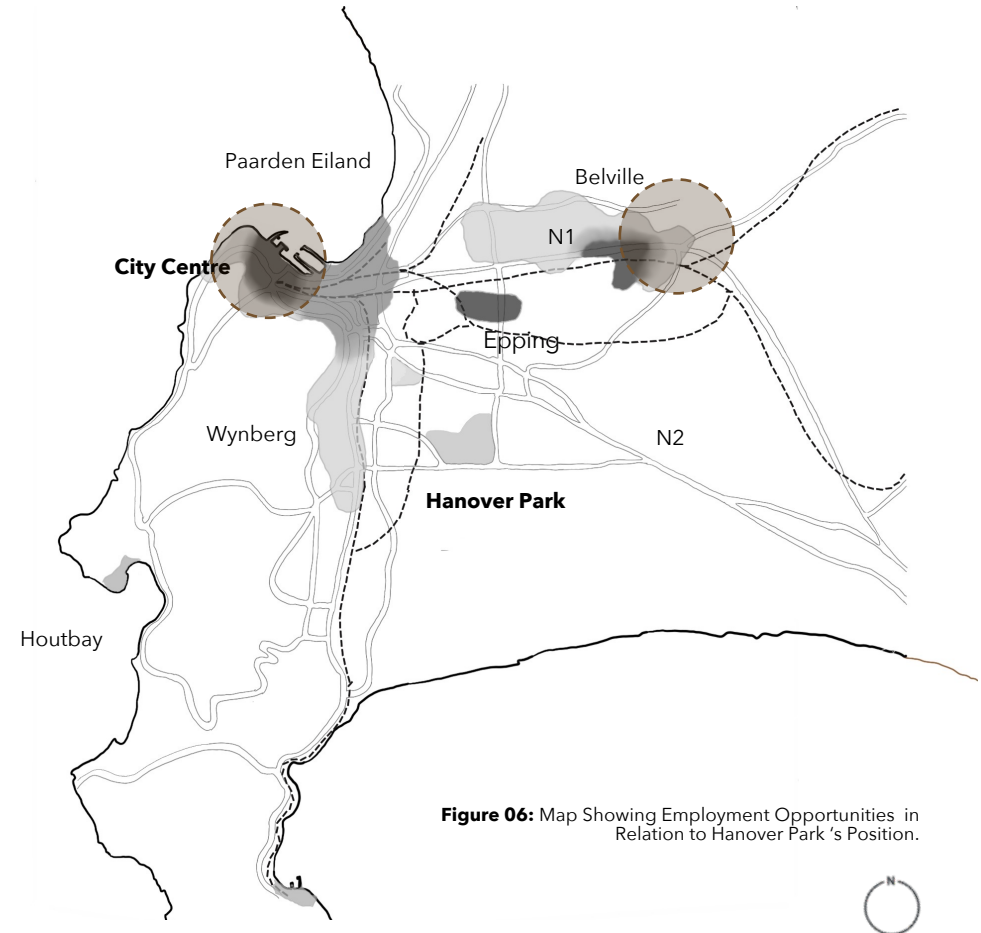 Paarden Eiland
Belville
N1
City Centre
Epping
Wynberg
N2
Hanover Park
Houtbay
Figure 06: Map Showing Employment Opportunities in
Relation to Hanover Park ‘s Position.
N